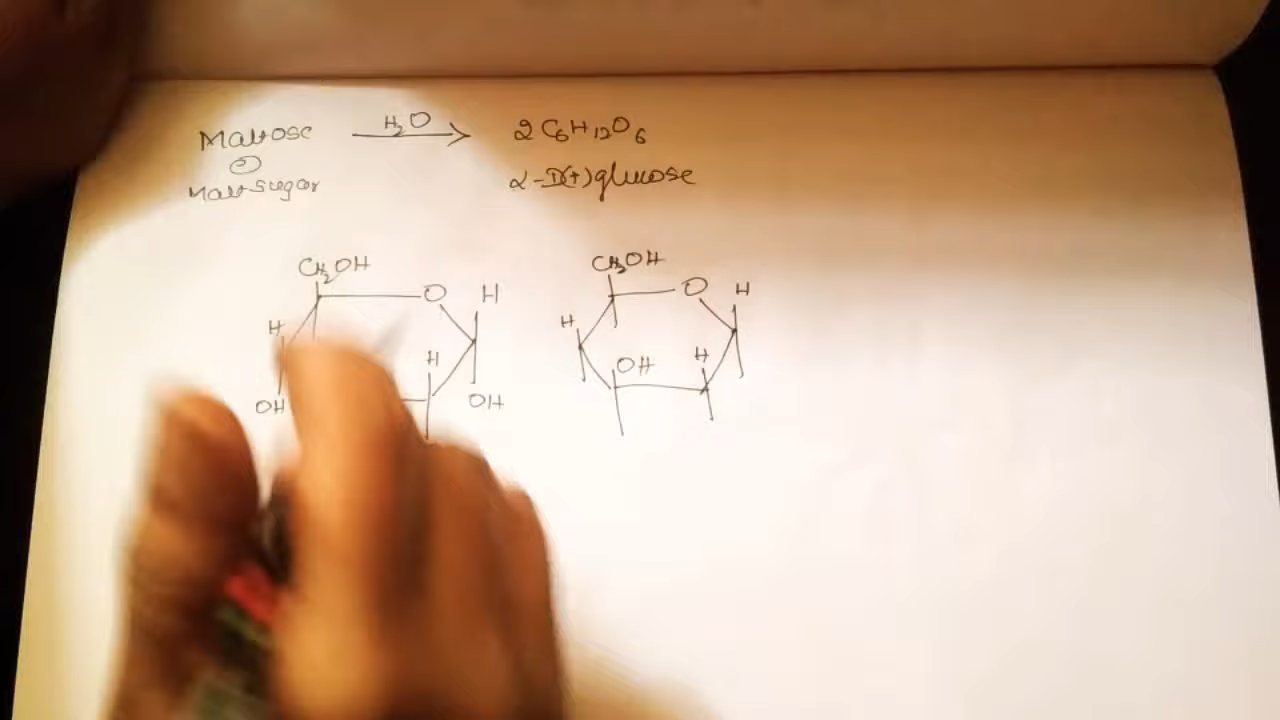 Maltose H2O 2 C6H12O6
Malt sugar α-D(+)glucose
CH2OH CH2OH
O H O H
H H
H OH H
OH OH